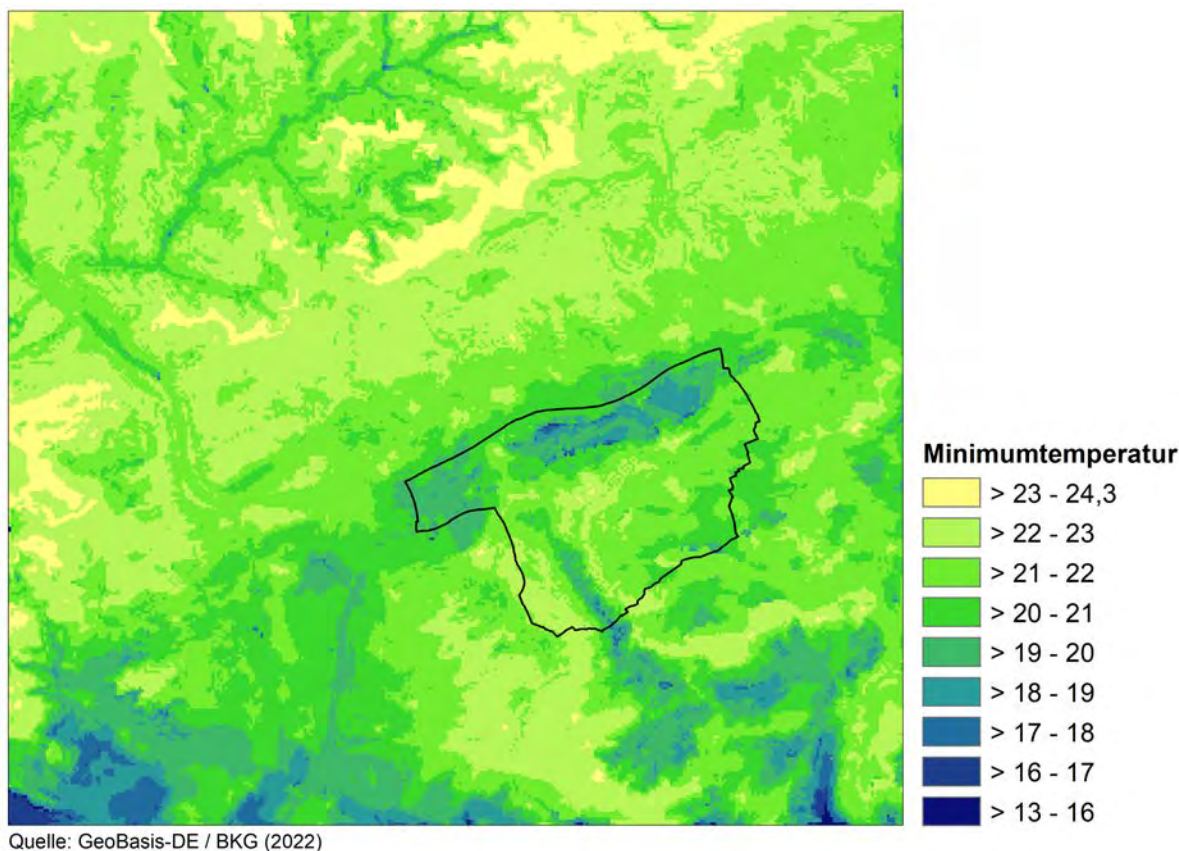 Minimumtemperatur
> 23 - 24,3
> 22 - 23
> 21 - 22
> 20 - 21
> 19 - 20
> 18 - 19
> 17 - 18
> 16 - 17
> 13 - 16
Quelle: GeoBasis-DE / BKG (2022)